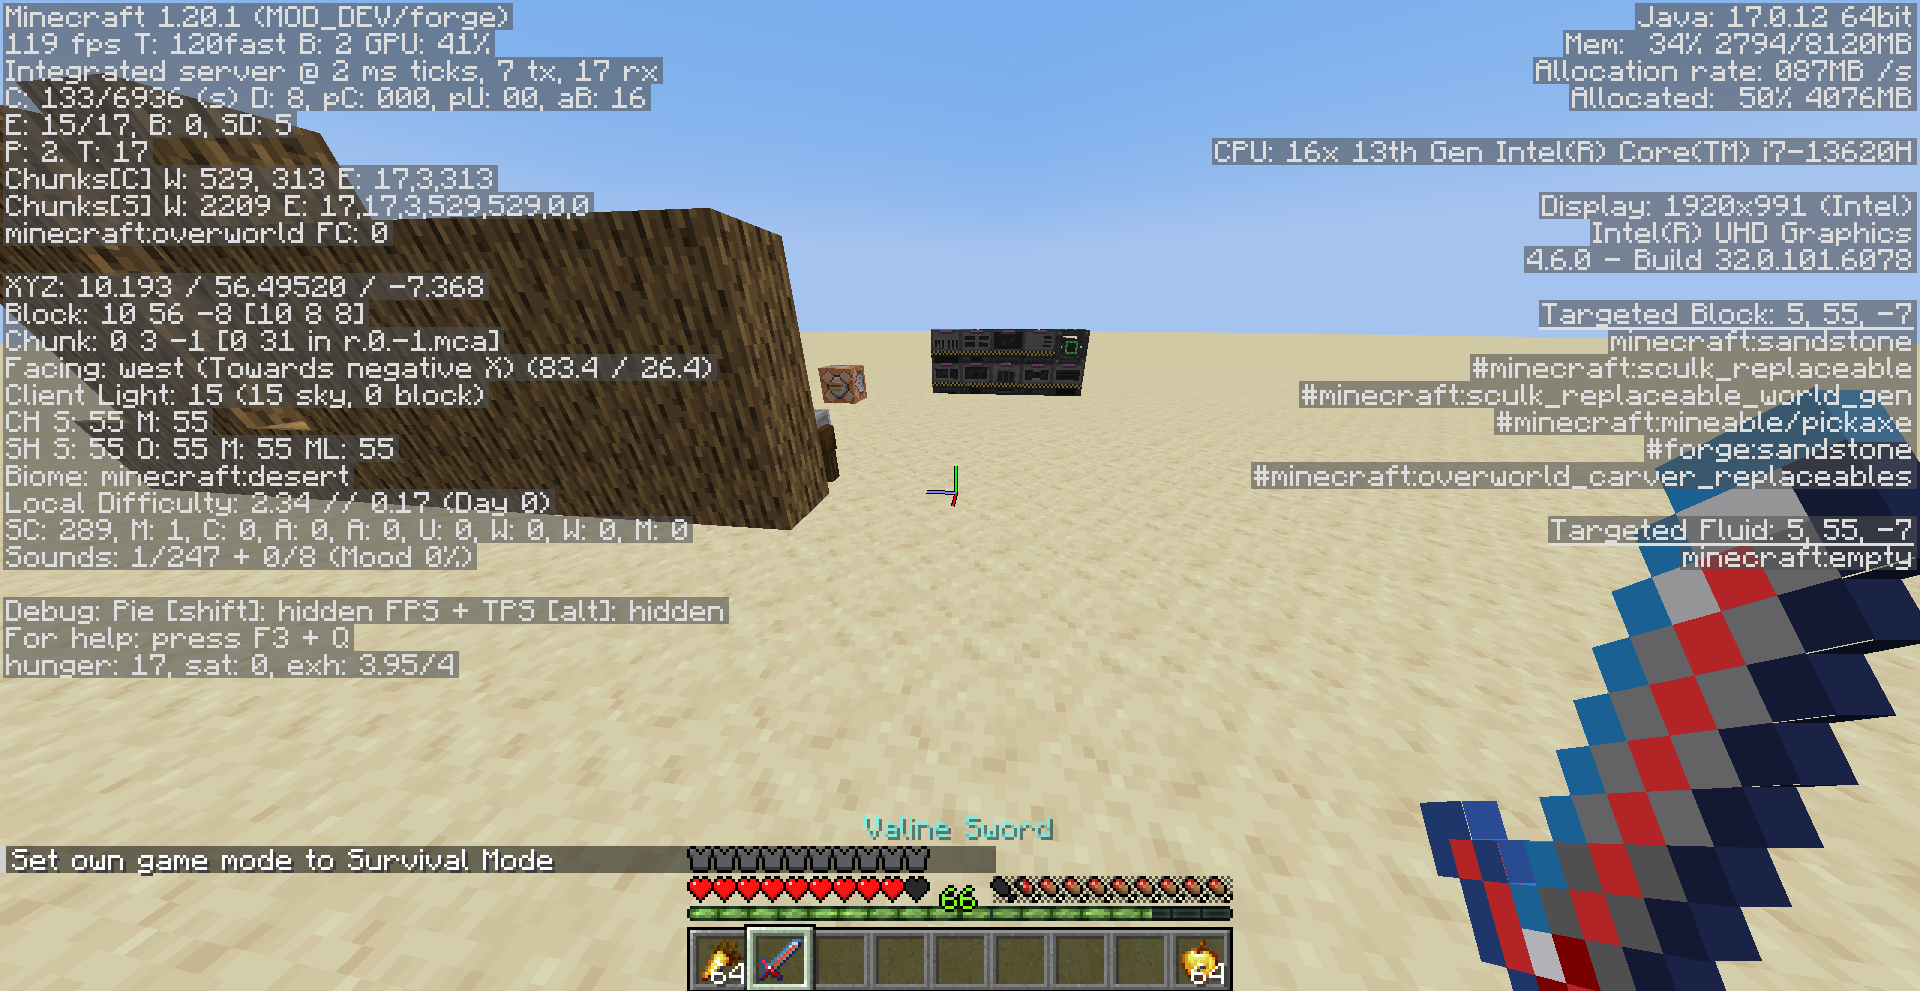 Minecraft 1.20.1 (MOD_DEV/forge)
119 fps T: 120fast B: 2 GPU: 41%
Integrated server @ 2 ms ticks, 7 tx, 17 rx
C: 133/6936 (s) D: 8, pC: 000, pU: 00, aB: 16
E: 15/17, B: 0, SD: 5
P: 2. T: 17
Chunks[C] W: 529, 313 E: 17,3,313
Chunks[S] W: 2209 E: 17,17,3,529,529,0,0
minecraft:overworld FC: 0
XYZ: 10.193 / 56.49520 / -7.368
Block: 10 56 -8 [10 8 8]
Chunk: 0 3 -1 [0 31 in r.0.-1.mca]
Facing: west (Towards negative X) (83.4 / 26.4)
Client Light: 15 (15 sky, 0 block)
CH S: 55 M: 55
SH S: 55 O: 55 M: 55 ML: 55
Biome: minecraft:desert
Local Difficulty: 2.34 // 0.17 (Day 0)
SC: 289, M: 1, C: 0, A: 0, A: 0, U: 0, W: 0, W: 0, M: 0
Sounds: 1/247 + 0/8 (Mood 0%)
Debug: Pie [shift]: hidden FPS + TPS [alt]: hidden
For help: press F3 + Q
hunger: 17, sat: 0, exh: 3.95/4
Java: 17.0.12 64bit
Mem: 34% 2794/8120MB
Allocation rate: 087MB /s
Allocated: 50% 4076MB
CPU: 16x 13th Gen Intel(R) Core(TM) i7-13620H
Display: 1920x991 (Intel)
Intel(R) UHD Graphics
4.6.0 - Build 32.0.101.6078
Targeted Block: 5, 55, -7
minecraft:sandstone
#minecraft:sculk_replaceable
#minecraft:sculk_replaceable_world_gen
#minecraft:mineable/pickaxe
#forge:sandstone
#minecraft:overworld_carver_replaceables
Targeted Fluid: 5, 55, -7
minecraft:empty
Valine Sword
Set own game mode to Survival Mode
66
64
64